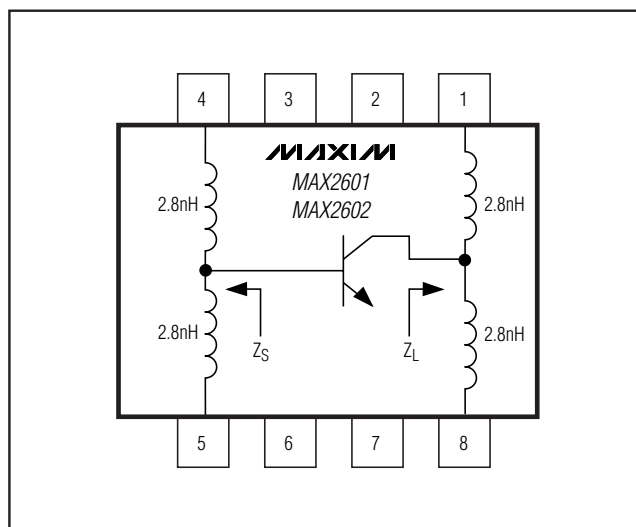 4 3 2 1
MAXIM
MAX2601
MAX2602
2.8nH 2.8nH
2.8nH 2.8nH
ZS ZL
5 6 7 8